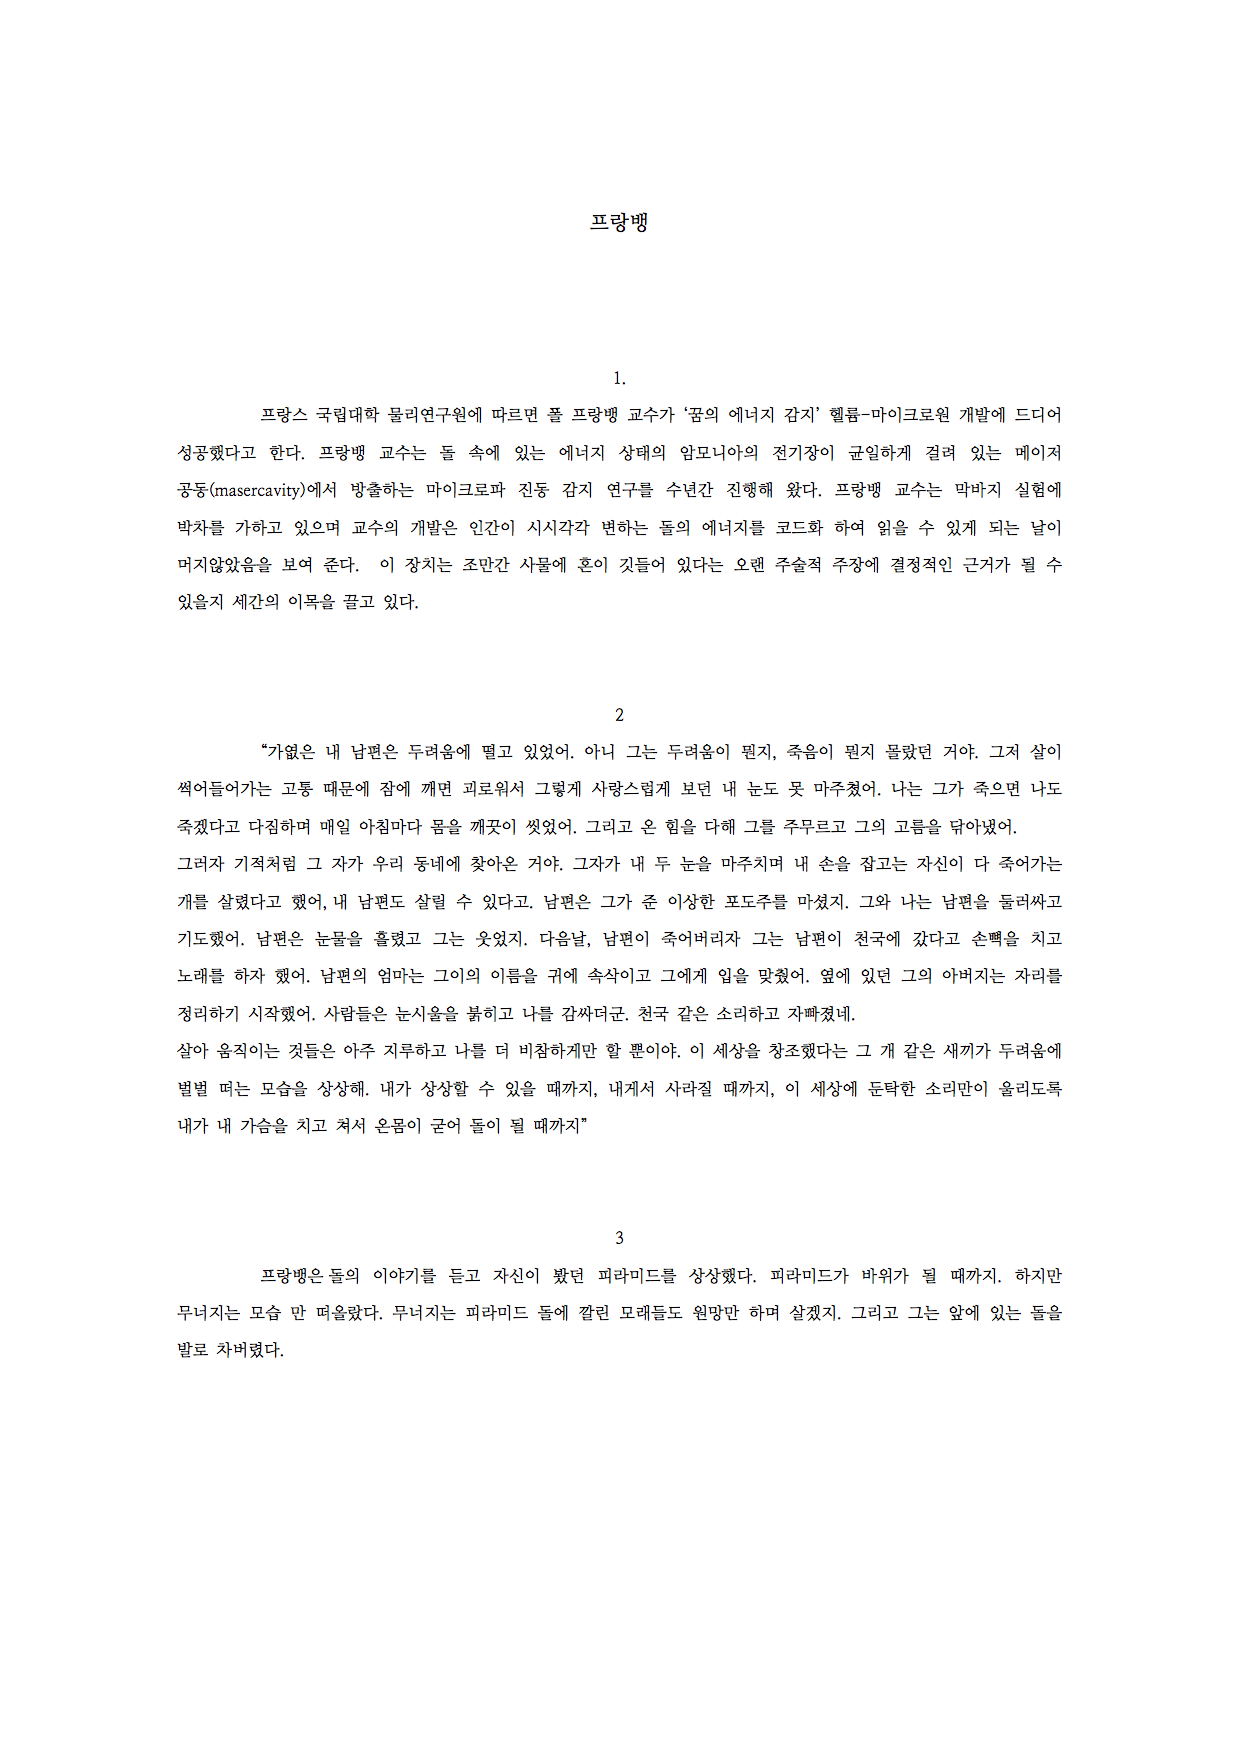 프랑뱅
1.
프랑스 국립대학 물리연구원에 따르면 폴 프랑뱅 교수가 ‘꿈의 에너지 감지’ 헬륨-마이크로원 개발에 드디어
성공했다고 한다. 프랑뱅 교수는 돌 속에 있는 에너지 상태의 암모니아의 전기장이 균일하게 걸려 있는 메이저
공동(masercavity)에서 방출하는 마이크로파 진동 감지 연구를 수년간 진행해 왔다. 프랑뱅 교수는 막바지 실험에
박차를 가하고 있으며 교수의 개발은 인간이 시시각각 변하는 돌의 에너지를 코드화 하여 읽을 수 있게 되는 날이
머지않았음을 보여 준다. 이 장치는 조만간 사물에 혼이 깃들어 있다는 오랜 주술적 주장에 결정적인 근거가 될 수
있을지 세간의 이목을 끌고 있다.
2
“가엾은 내 남편은 두려움에 떨고 있었어. 아니 그는 두려움이 뭔지, 죽음이 뭔지 몰랐던 거야. 그저 살이
썩어들어가는 고통 때문에 잠에 깨면 괴로워서 그렇게 사랑스럽게 보던 내 눈도 못 마주쳤어. 나는 그가 죽으면 나도
죽겠다고 다짐하며 매일 아침마다 몸을 깨끗이 씻었어. 그리고 온 힘을 다해 그를 주무르고 그의 고름을 닦아냈어.
그러자 기적처럼 그 자가 우리 동네에 찾아온 거야. 그자가 내 두 눈을 마주치며 내 손을 잡고는 자신이 다 죽어가는
개를 살렸다고 했어, 내 남편도 살릴 수 있다고. 남편은 그가 준 이상한 포도주를 마셨지. 그와 나는 남편을 둘러싸고
기도했어. 남편은 눈물을 흘렸고 그는 웃었지. 다음날, 남편이 죽어버리자 그는 남편이 천국에 갔다고 손뼉을 치고
노래를 하자 했어. 남편의 엄마는 그이의 이름을 귀에 속삭이고 그에게 입을 맞췄어. 옆에 있던 그의 아버지는 자리를
정리하기 시작했어. 사람들은 눈시울을 붉히고 나를 감싸더군. 천국 같은 소리하고 자빠졌네.
살아 움직이는 것들은 아주 지루하고 나를 더 비참하게만 할 뿐이야. 이 세상을 창조했다는 그 개 같은 새끼가 두려움에
벌벌 떠는 모습을 상상해. 내가 상상할 수 있을 때까지, 내게서 사라질 때까지, 이 세상에 둔탁한 소리만이 울리도록
내가 내 가슴을 치고 쳐서 온몸이 굳어 돌이 될 때까지”
3
프랑뱅은 돌의 이야기를 듣고 자신이 봤던 피라미드를 상상했다. 피라미드가 바위가 될 때까지. 하지만
무너지는 모습 만 떠올랐다. 무너지는 피라미드 돌에 깔린 모래들도 원망만 하며 살겠지. 그리고 그는 앞에 있는 돌을
발로 차버렸다.